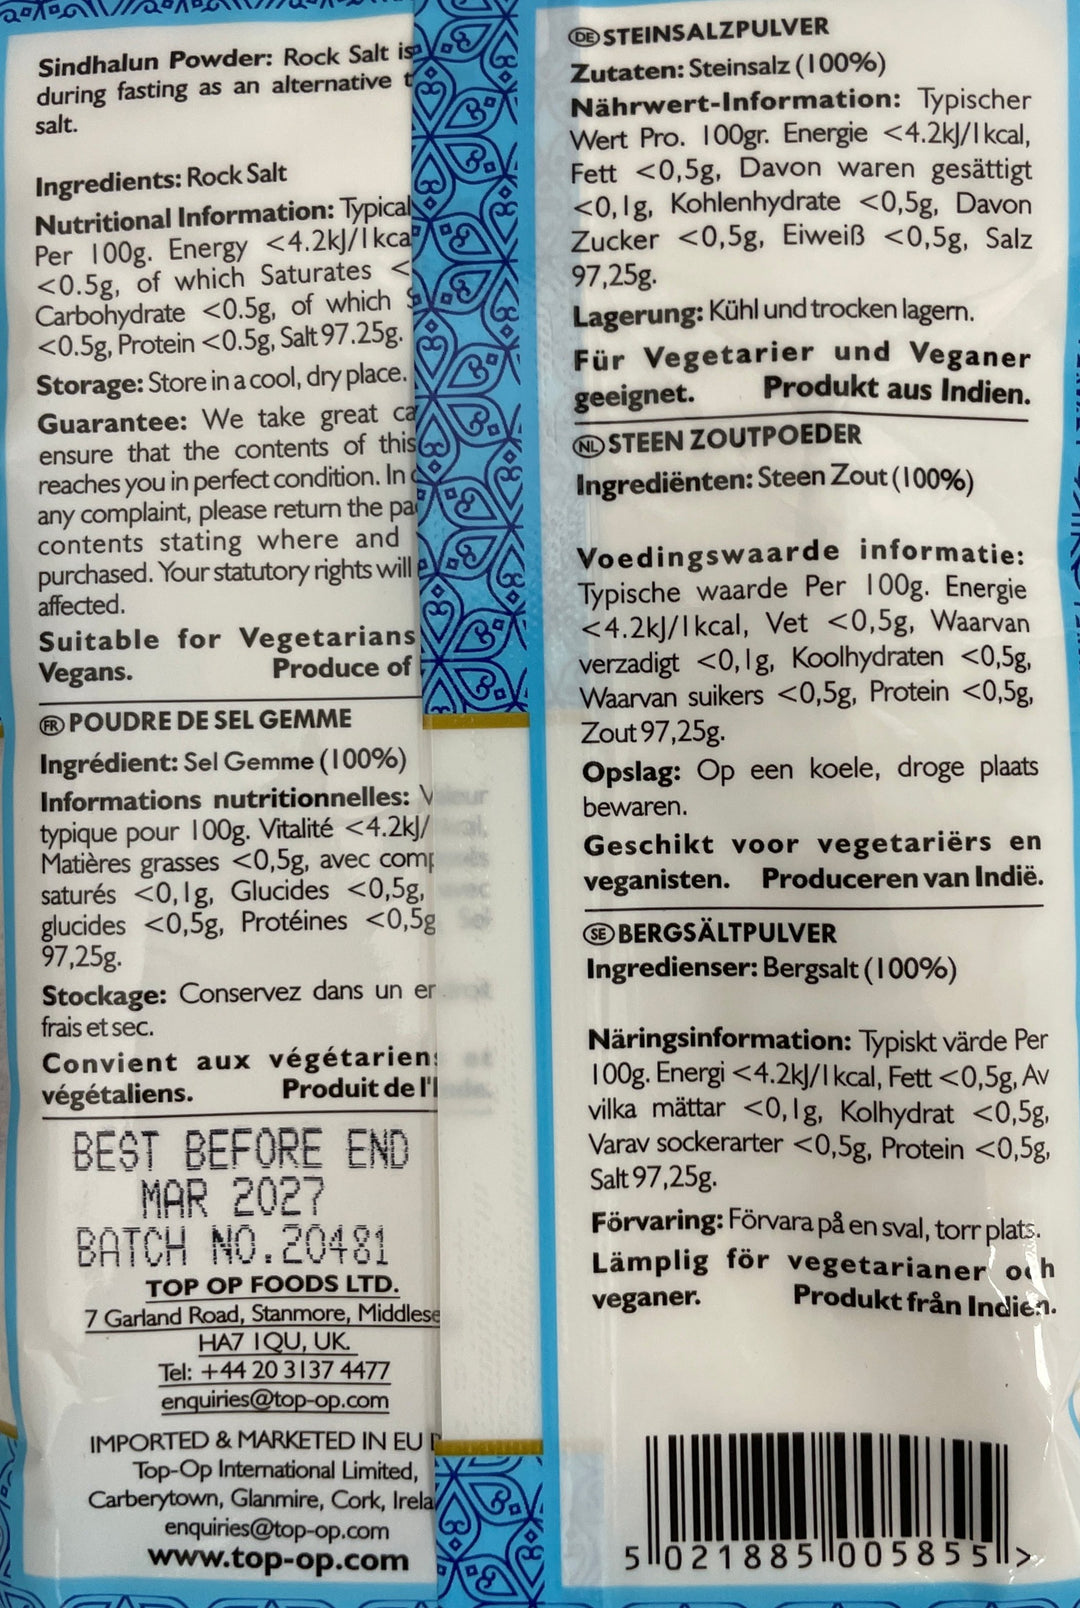 Sindhalun Powder: Rock Salt is
during fasting as an alternative
salt.
Ingredients: Rock Salt
Nutritional Information: Typical
Per 100g. Energy <4.2kJ/1kca
<0.5g, of which Saturates <
Carbohydrate <0.5g, of which
<0.5g, Protein <0.5g, Salt 97.25g.
Storage: Store in a cool, dry place.
Guarantee: We take great ca
ensure that the contents of this
reaches you in perfect condition. In
any complaint, please return the pa
contents stating where and
purchased. Your statutory rights will
affected.
Suitable for Vegetarians
Vegans. Produce of
FR POUDRE DE SEL GEMME
Ingrédient: Sel Gemme (100%)
Informations nutritionnelles: Valeur
typique pour 100g. Vitalité <4.2kJ/
Matières grasses <0,5g, avec comp
saturés <0,1g, Glucides <0,5g, avec
glucides <0,5g, Protéines <0,5g Sel
97,25g.
Stockage: Conservez dans un endroit
frais et sec.
Convient aux végétariens et
végétaliens. Produit de l'I
BEST BEFORE END
MAR 2027
BATCH NO.20481
TOP OP FOODS LTD.
7 Garland Road, Stanmore, Middlese
HA7 1QU, UK.
Tel: +44 20 3137 4477
enquiries@top-op.com
IMPORTED & MARKETED IN EU
Top-Op International Limited,
Carberytown, Glanmire, Cork, Irela
enquiries@top-op.com
www.top-op.com
DE STEINSALZPULVER
Zutaten: Steinsalz (100%)
Nährwert-Information: Typischer
Wert Pro. 100gr. Energie <4.2kJ/1kcal,
Fett <0,5g, Davon waren gesättigt
<0,1g, Kohlenhydrate <0,5g, Davon
Zucker <0,5g, Eiweiß <0,5g, Salz
97,25g.
Lagerung: Kühl und trocken lagern.
Für Vegetarier und Veganer
geeignet. Produkt aus Indien.
NL STEEN ZOUTPOEDER
Ingrediënten: Steen Zout (100%)
Voedingswaarde informatie:
Typische waarde Per 100g. Energie
<4.2kJ/1kcal, Vet <0,5g, Waarvan
verzadigt <0,1g, Koolhydraten <0,5g,
Waarvan suikers <0,5g, Protein <0,5g,
Zout 97,25g.
Opslag: Op een koele, droge plaats
bewaren.
Geschikt voor vegetariërs en
veganisten. Produceren van Indië.
SE BERGSÄLTPULVER
Ingredienser: Bergsalt (100%)
Näringsinformation: Typiskt värde Per
100g. Energi <4.2kJ/1kcal, Fett <0,5g, Av
vilka mättar <0,1g, Kolhydrat <0,5g,
Varav sockerarter <0,5g, Protein <0,5g,
Salt 97,25g.
Förvaring: Förvara på en sval, torr plats.
Lämplig för vegetarianer och
veganer. Produkt från Indien.
5 021885 005855 >